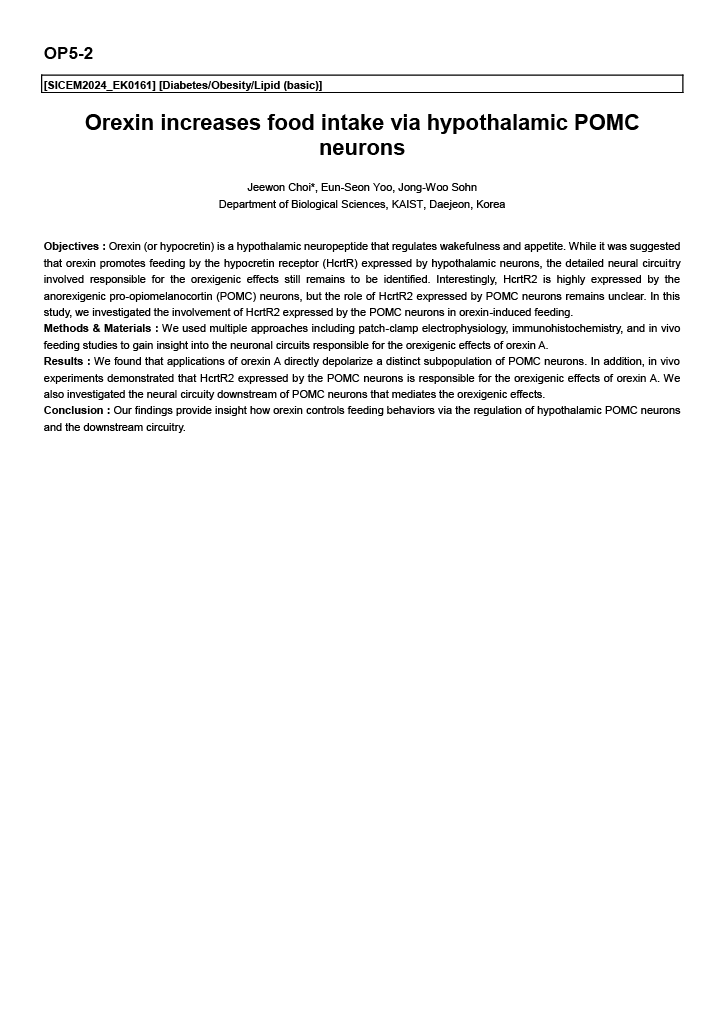 OP5-2
[SICEM2024_EK0161] [Diabetes/Obesity/Lipid (basic)]
Orexin increases food intake via hypothalamic POMC
neurons
Jeewon Choi*, Eun-Seon Yoo, Jong-Woo Sohn
Department of Biological Sciences, KAIST, Daejeon, Korea
Objectives : Orexin (or hypocretin) is a hypothalamic neuropeptide that regulates wakefulness and appetite. While it was suggested
that orexin promotes feeding by the hypocretin receptor (HcrtR) expressed by hypothalamic neurons, the detailed neural circuitry
involved responsible for the orexigenic effects still remains to be identified. Interestingly, HcrtR2 is highly expressed by the
anorexigenic pro-opiomelanocortin (POMC) neurons, but the role of HcrtR2 expressed by POMC neurons remains unclear. In this
study, we investigated the involvement of HcrtR2 expressed by the POMC neurons in orexin-induced feeding.
Methods & Materials : We used multiple approaches including patch-clamp electrophysiology, immunohistochemistry, and in vivo
feeding studies to gain insight into the neuronal circuits responsible for the orexigenic effects of orexin A.
Results : We found that applications of orexin A directly depolarize a distinct subpopulation of POMC neurons. In addition, in vivo
experiments demonstrated that HcrtR2 expressed by the POMC neurons is responsible for the orexigenic effects of orexin A. We
also investigated the neural circuity downstream of POMC neurons that mediates the orexigenic effects.
Conclusion : Our findings provide insight how orexin controls feeding behaviors via the regulation of hypothalamic POMC neurons
and the downstream circuitry.